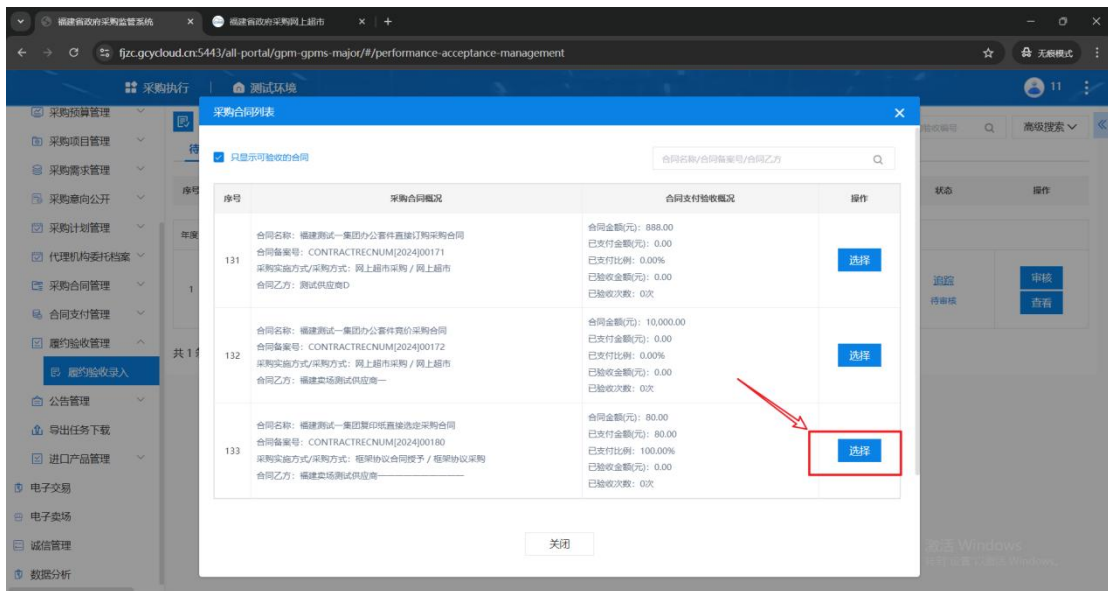 福建省政府采购监管系统
福建省政府采购网上超市
fjzc.gcycloud.cn:5443/all-portal/gpm-gpms-major/#/performance-acceptance-management
无痕模式
采购执行
测试环境
11
采购预算管理
采购项目管理
采购需求管理
采购意向公开
采购计划管理
代理机构委托档案
采购合同管理
合同支付管理
履约验收管理
履约验收录入
公告管理
导出任务下载
进口产品管理
电子交易
电子卖场
诚信管理
数据分析
待
高级搜索
序号
状态
操作
年度
1
追踪
待审核
审核
查看
共 1 条
采购合同列表
只显示可验收的合同
合同名称/合同备案号/合同乙方
序号
采购合同概况
合同支付验收概况
操作
131
合同名称：福建测试一集团办公套件直接订购采购合同
合同备案号：CONTRACTRECNUM[2024]00171
采购实施方式/采购方式：网上超市采购 / 网上超市
合同乙方：测试供应商D
合同金额(元)：888.00
已支付金额(元)：0.00
已支付比例：0.00%
已验收金额(元)：0.00
已验收次数：0次
选择
132
合同名称：福建测试一集团办公套件竞价采购合同
合同备案号：CONTRACTRECNUM[2024]00172
采购实施方式/采购方式：网上超市采购 / 网上超市
合同乙方：福建卖场测试供应商一
合同金额(元)：10,000.00
已支付金额(元)：0.00
已支付比例：0.00%
已验收金额(元)：0.00
已验收次数：0次
选择
133
合同名称：福建测试一集团复印纸直接选定采购合同
合同备案号：CONTRACTRECNUM[2024]00180
采购实施方式/采购方式：框架协议合同授予 / 框架协议采购
合同乙方：福建卖场测试供应商一一一一一一一一
合同金额(元)：80.00
已支付金额(元)：80.00
已支付比例：100.00%
已验收金额(元)：0.00
已验收次数：0次
选择
关闭
激活 Windows